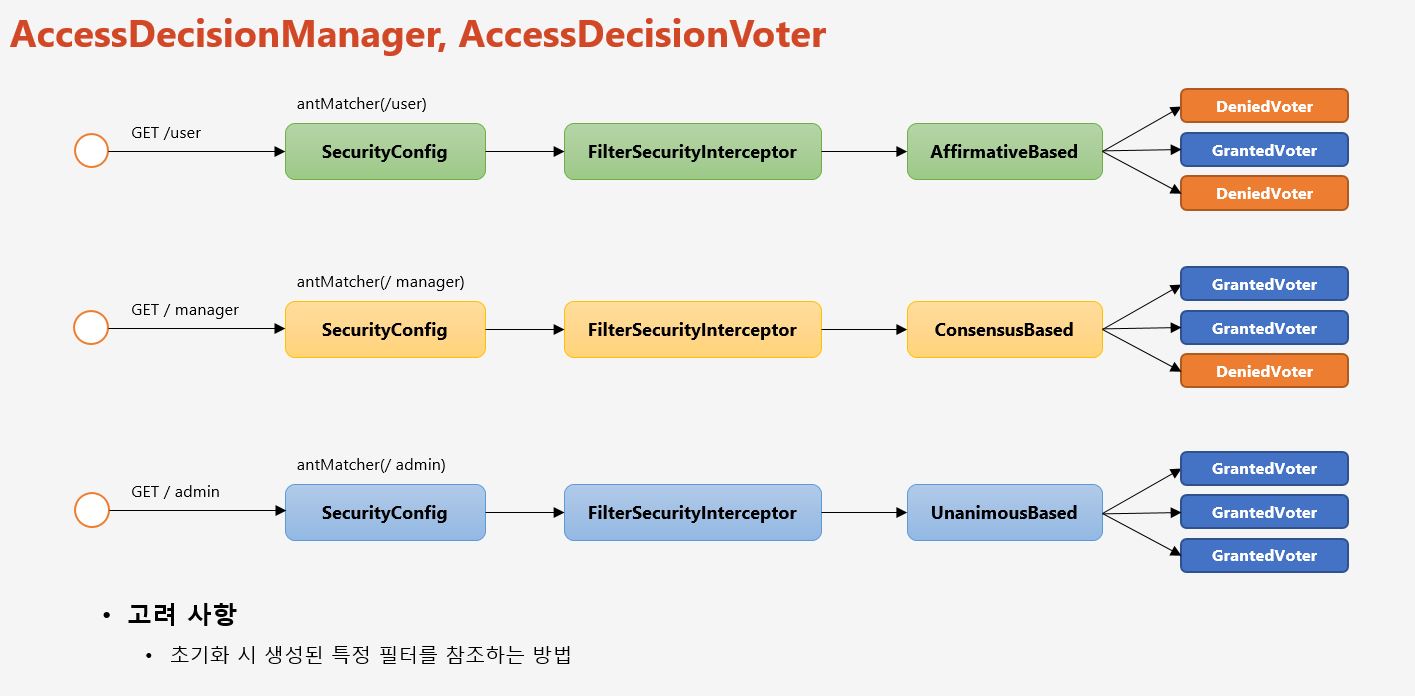 AccessDecisionManager, AccessDecisionVoter
antMatcher(/user)
GET /user
SecurityConfig
FilterSecurityInterceptor
AffirmativeBased
DeniedVoter
GrantedVoter
DeniedVoter
antMatcher(/ manager)
GET / manager
SecurityConfig
FilterSecurityInterceptor
ConsensusBased
GrantedVoter
GrantedVoter
DeniedVoter
antMatcher(/ admin)
GET / admin
SecurityConfig
FilterSecurityInterceptor
UnanimousBased
GrantedVoter
GrantedVoter
GrantedVoter
• 고려 사항
• 초기화 시 생성된 특정 필터를 참조하는 방법